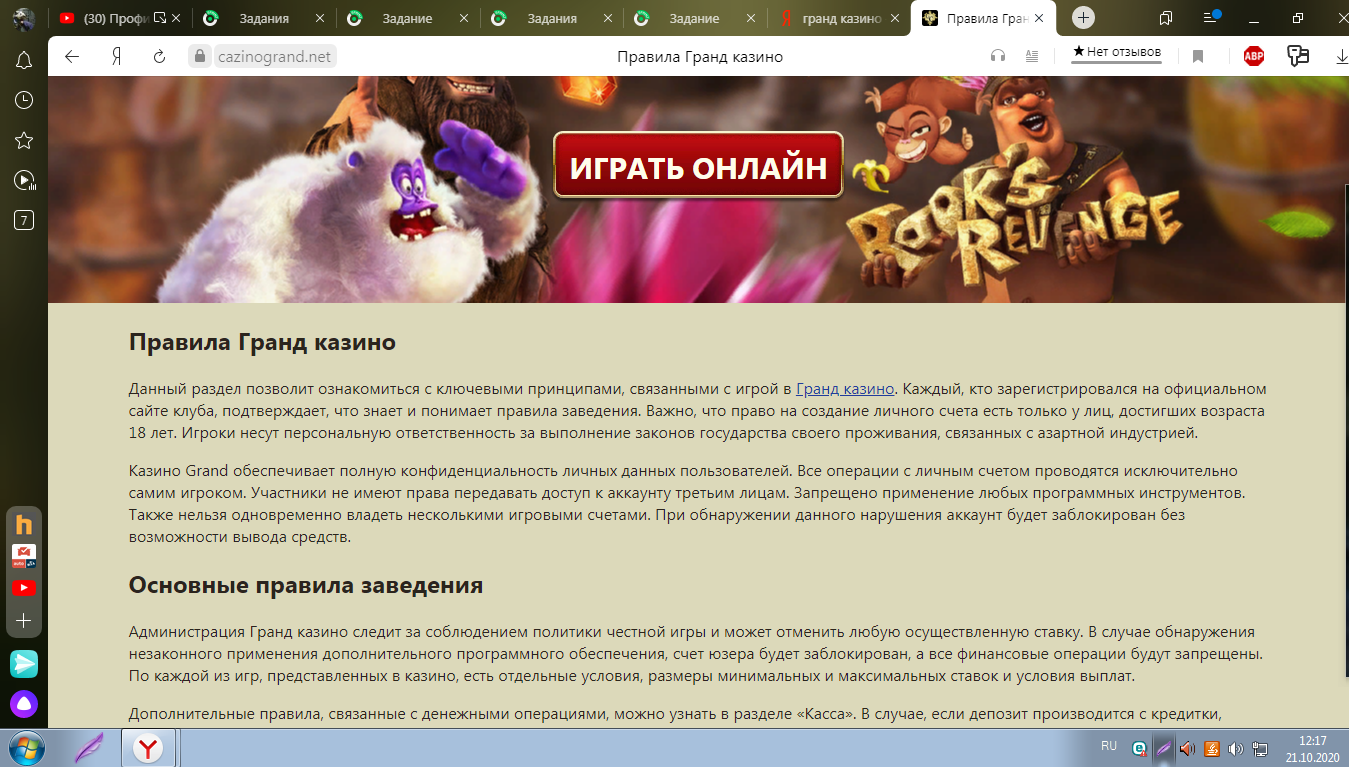 (30) Профи
Задания
Задание
Задания
Задание
гранд казино
Правила Гран
Я
cazinogrand.net
Правила Гранд казино
★Нет отзывов
ABP
7
ИГРАТЬ ОНЛАЙН
ROOK'S
REVENGE
Правила Гранд казино
Данный раздел позволит ознакомиться с ключевыми принципами, связанными с игрой в Гранд казино. Каждый, кто зарегистрировался на официальном
сайте клуба, подтверждает, что знает и понимает правила заведения. Важно, что право на создание личного счета есть только у лиц, достигших возраста
18 лет. Игроки несут персональную ответственность за выполнение законов государства своего проживания, связанных с азартной индустрией.
Казино Grand обеспечивает полную конфиденциальность личных данных пользователей. Все операции с личным счетом проводятся исключительно
самим игроком. Участники не имеют права передавать доступ к аккаунту третьим лицам. Запрещено применение любых программных инструментов.
Также нельзя одновременно владеть несколькими игровыми счетами. При обнаружении данного нарушения аккаунт будет заблокирован без
возможности вывода средств.
Основные правила заведения
Администрация Гранд казино следит за соблюдением политики честной игры и может отменить любую осуществленную ставку. В случае обнаружения
незаконного применения дополнительного программного обеспечения, счет юзера будет заблокирован, а все финансовые операции будут запрещены.
По каждой из игр, представленных в казино, есть отдельные условия, размеры минимальных и максимальных ставок и условия выплат.
Дополнительные правила, связанные с денежными операциями, можно узнать в разделе «Касса». В случае, если депозит производится с кредитки,
h
auto
RU
12:17
21.10.2020